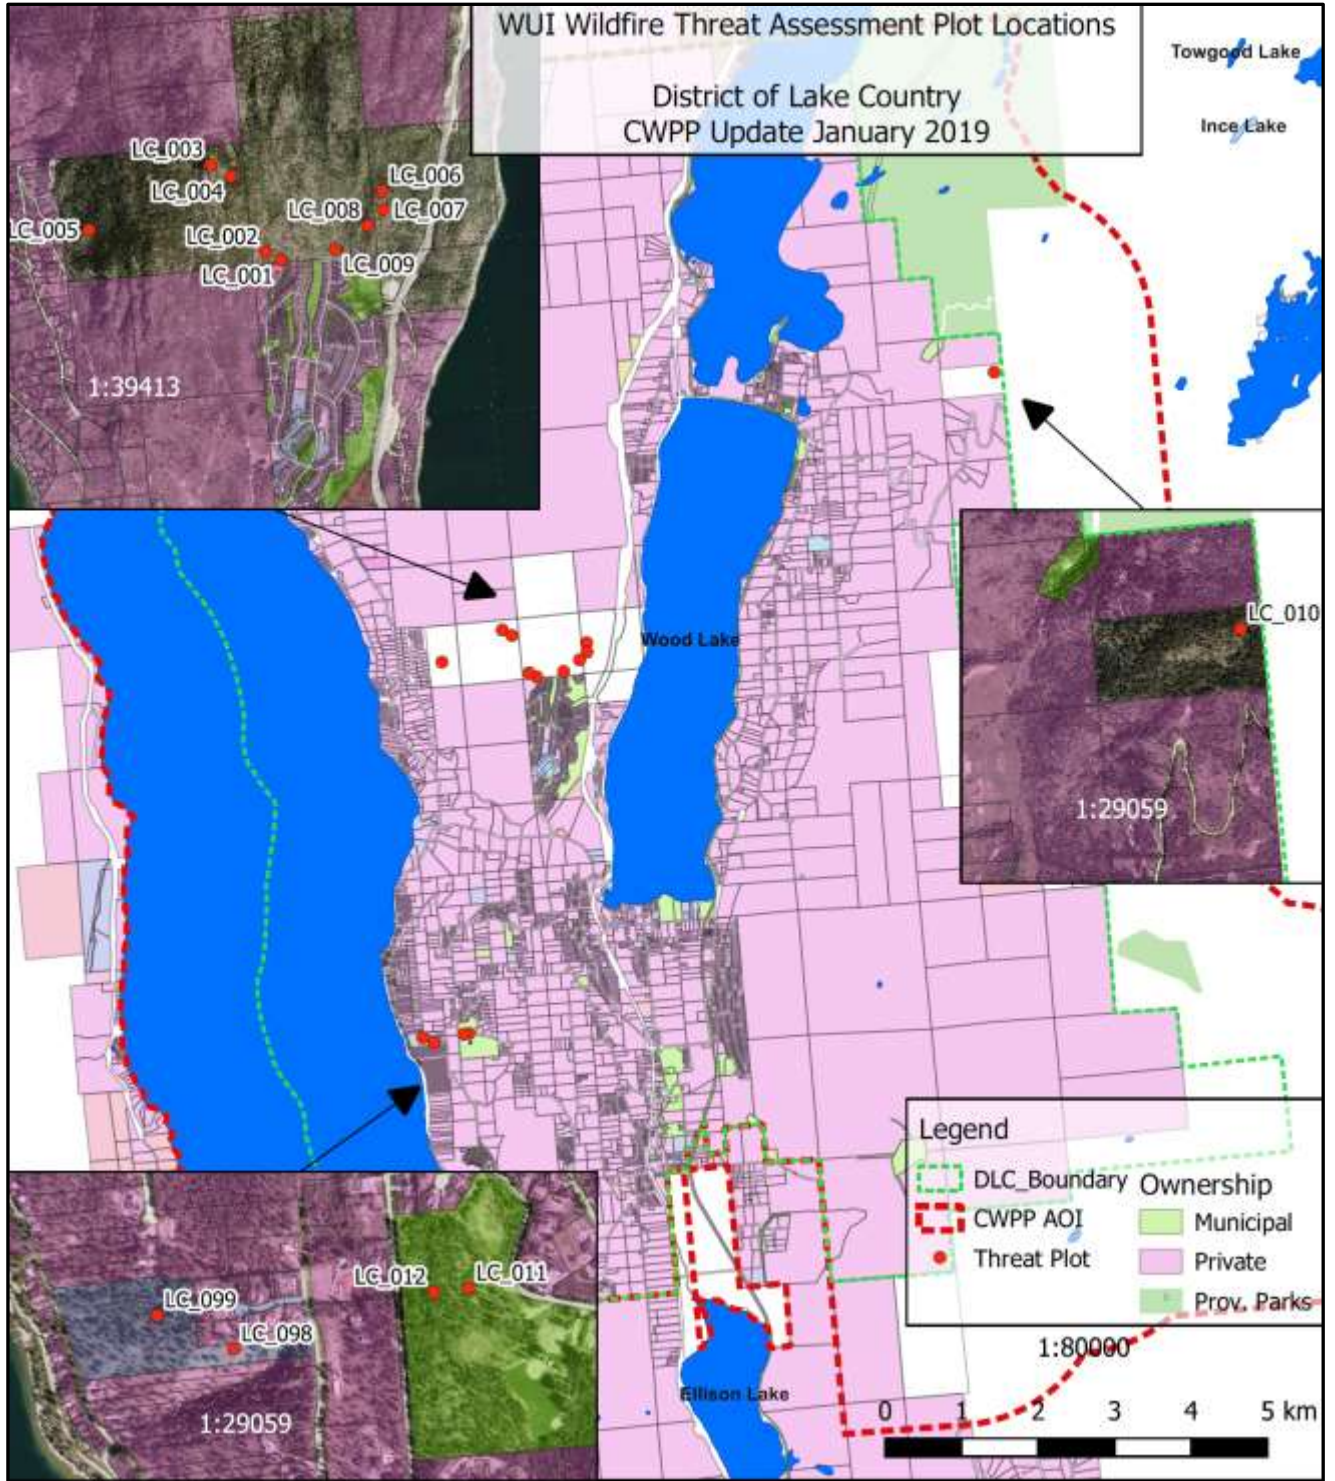 WUI Wildfire Threat Assessment Plot Locations
District of Lake Country
CWPP Update January 2019
Towgood Lake
Ince Lake
LC_003
LC_004
LC_006
LC_008
LC_007
LC_005
LC_002
LC_009
LC_001
1:39413
Wood Lake
LC_010
1:29059
LC_012
LC_011
LC_099
LC_098
1:29059
Ellison Lake
Legend
DLC_Boundary
CWPP AOI
Threat Plot
Ownership
Municipal
Private
Prov. Parks
1:80000
0 1 2 3 4 5 km